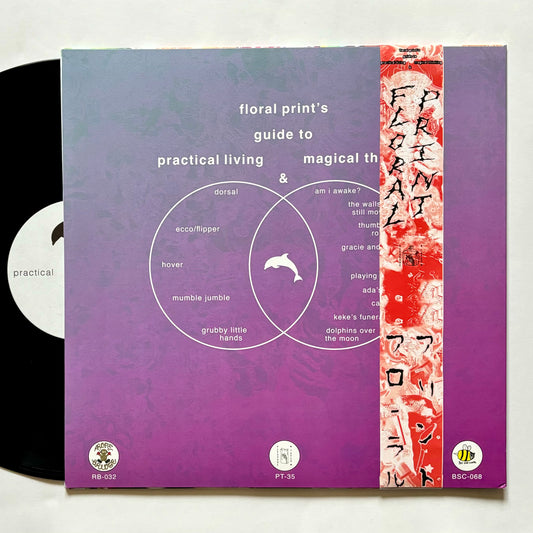 floral print's
guide to
practical living
magical th
&
dorsal
ecco/flipper
hover
mumble jumble
grubby little
hands
am i awake?
the walls
still mo
thumb
ro
gracie and
playing
ada's
ca
keke's funer
dolphins over
the moon
practical
FLORAL
PRINT
フローラル
プリント
RB-032
PT-35
BSC-068